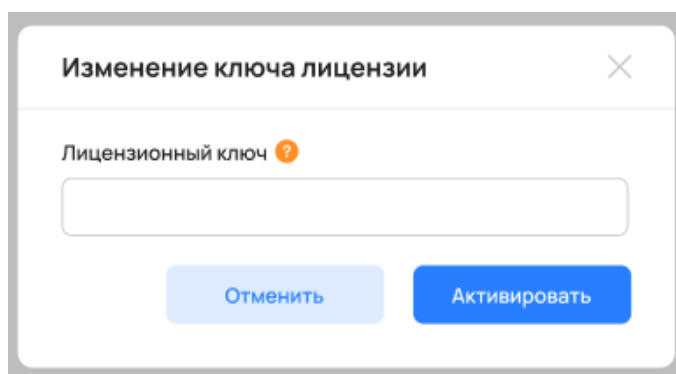 Изменение ключа лицензии
Лицензионный ключ ?
Отменить
Активировать